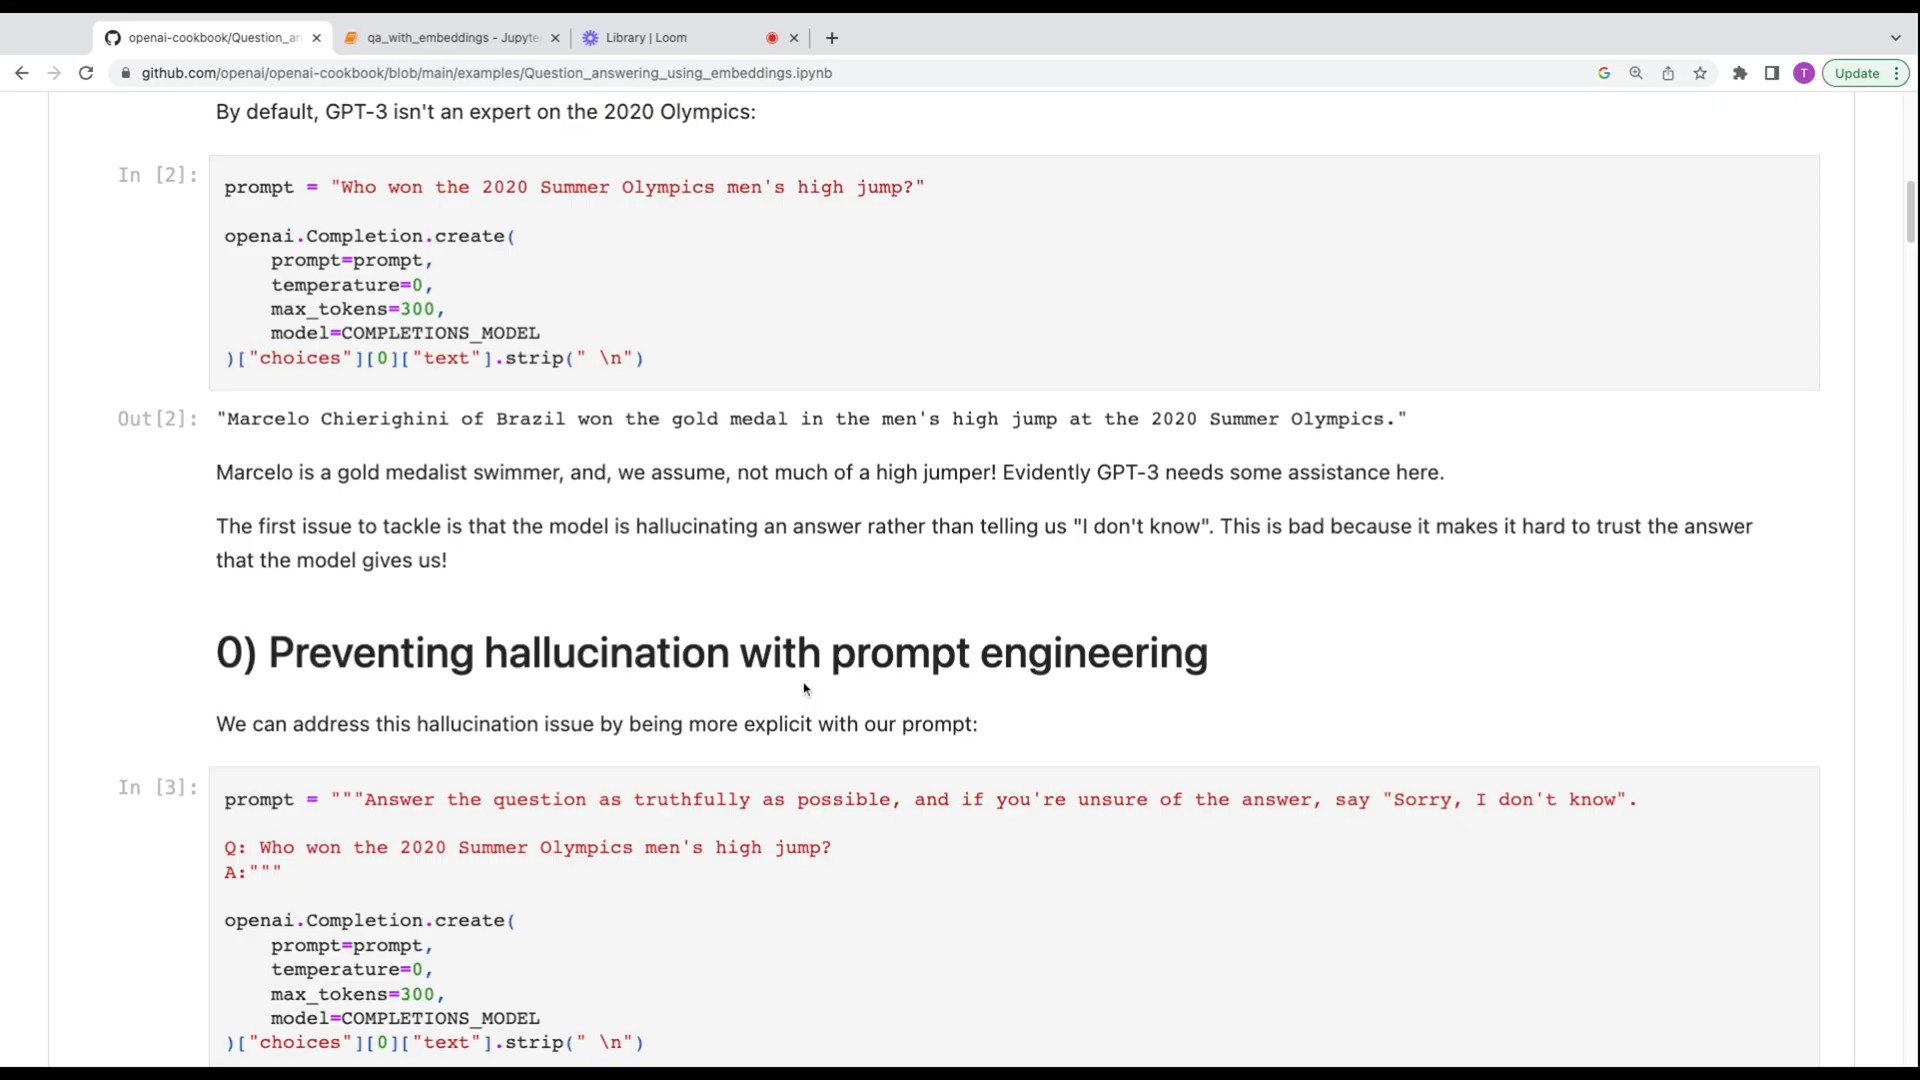 openai-cookbook/Question_an
qa_with_embeddings - Jupyte
Library | Loom
github.com/openai/openai-cookbook/blob/main/examples/Question_answering_using_embeddings.ipynb
T
Update
By default, GPT-3 isn't an expert on the 2020 Olympics:
In [2]:
prompt = "Who won the 2020 Summer Olympics men's high jump?"
openai.Completion.create(
prompt=prompt,
temperature=0,
max_tokens=300,
model=COMPLETIONS_MODEL
)["choices"][0]["text"].strip(" \n")
Out[2]: "Marcelo Chierighini of Brazil won the gold medal in the men's high jump at the 2020 Summer Olympics."
Marcelo is a gold medalist swimmer, and, we assume, not much of a high jumper! Evidently GPT-3 needs some assistance here.
The first issue to tackle is that the model is hallucinating an answer rather than telling us "I don't know". This is bad because it makes it hard to trust the answer
that the model gives us!
0) Preventing hallucination with prompt engineering
We can address this hallucination issue by being more explicit with our prompt:
In [3]:
prompt = """Answer the question as truthfully as possible, and if you're unsure of the answer, say "Sorry, I don't know".
Q: Who won the 2020 Summer Olympics men's high jump?
A:"""
openai.Completion.create(
prompt=prompt,
temperature=0,
max_tokens=300,
model=COMPLETIONS_MODEL
)["choices"][0]["text"].strip(" \n")